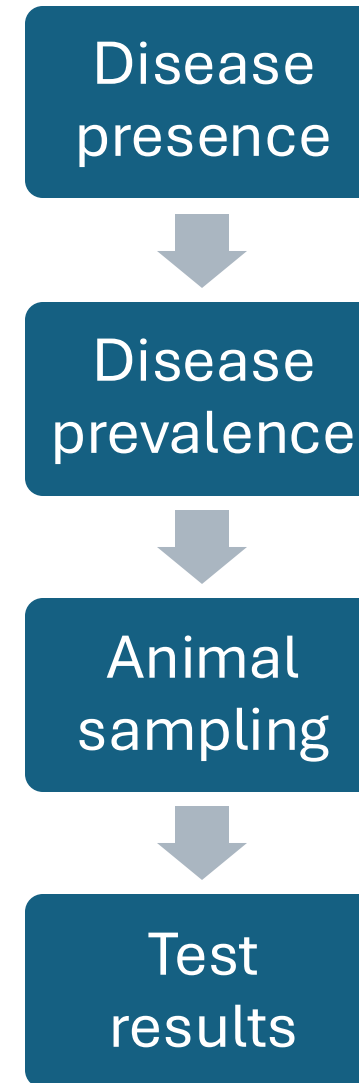 Disease
presence
Disease
prevalence
Animal
sampling
Test
results